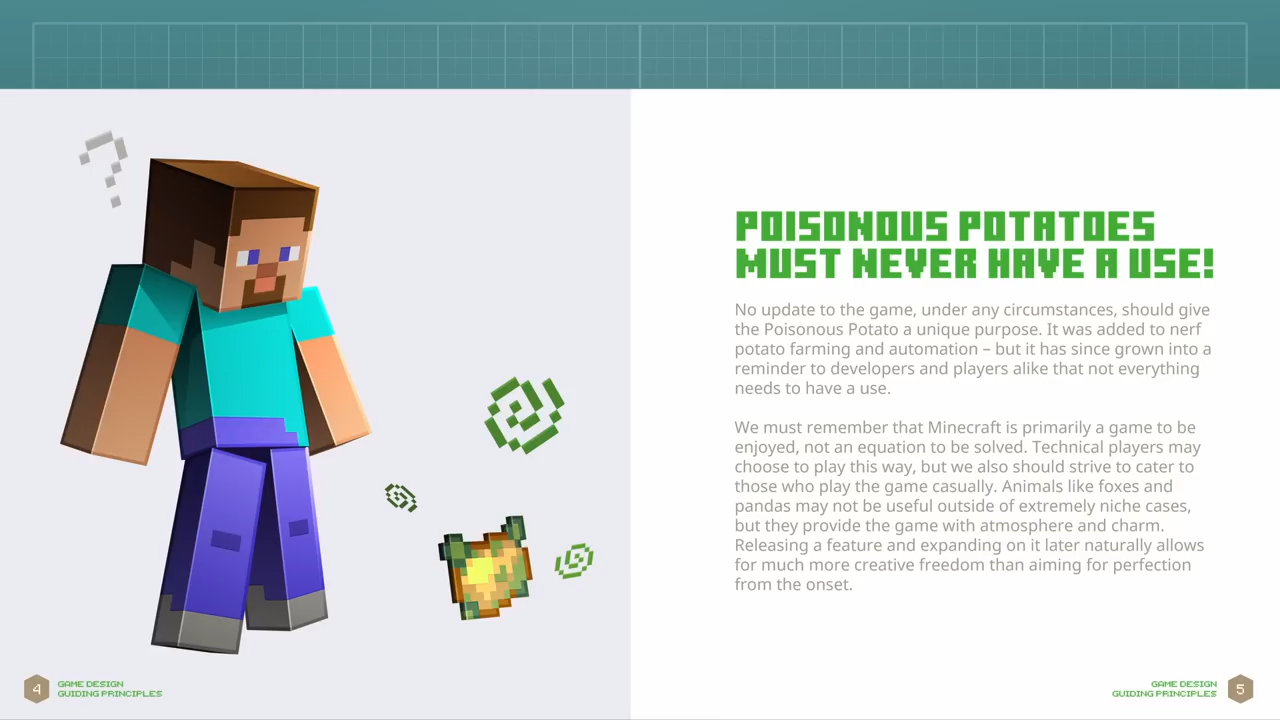 ?
POISONOUS POTATOES
MUST NEVER HAVE A USE!
No update to the game, under any circumstances, should give
the Poisonous Potato a unique purpose. It was added to nerf
potato farming and automation – but it has since grown into a
reminder to developers and players alike that not everything
needs to have a use.
We must remember that Minecraft is primarily a game to be
enjoyed, not an equation to be solved. Technical players may
choose to play this way, but we also should strive to cater to
those who play the game casually. Animals like foxes and
pandas may not be useful outside of extremely niche cases,
but they provide the game with atmosphere and charm.
Releasing a feature and expanding on it later naturally allows
for much more creative freedom than aiming for perfection
from the onset.
4
GAME DESIGN
GUIDING PRINCIPLES
GAME DESIGN
GUIDING PRINCIPLES
5